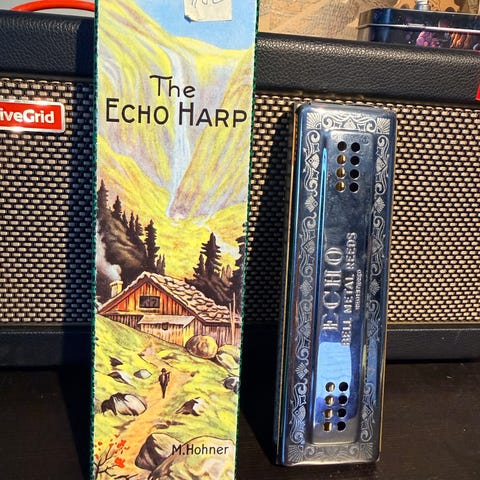 The
ECHO HARP
M. Hohner
iveGrid
ECHO
BELL METAL REEDS